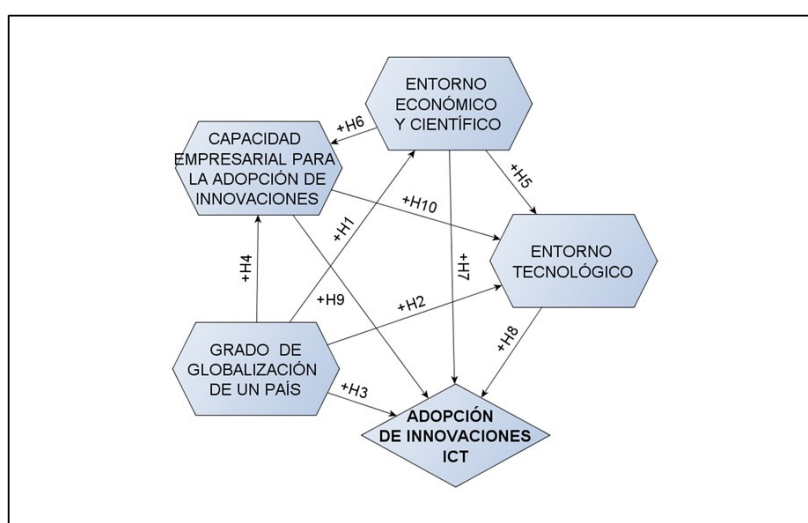 ENTORNO
ECONÓMICO
Y CIENTÍFICO
+H6
CAPACIDAD
EMPRESARIAL PARA
LA ADOPCIÓN DE
INNOVACIONES
+H5
+H1
+H10
ENTORNO
TECNOLÓGICO
+H7
+H4
+H9
+H2
+H8
GRADO DE
GLOBALIZACIÓN
DE UN PAÍS
+H3
ADOPCIÓN
DE INNOVACIONES
ICT